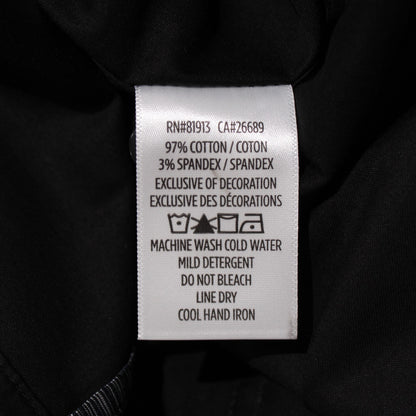 RN#81913 CA#26689
97% COTTON / COTON
3% SPANDEX / SPANDEX
EXCLUSIVE OF DECORATION
EXCLUSIVE DES DÉCORATIONS
MACHINE WASH COLD WATER
MILD DETERGENT
DO NOT BLEACH
LINE DRY
COOL HAND IRON